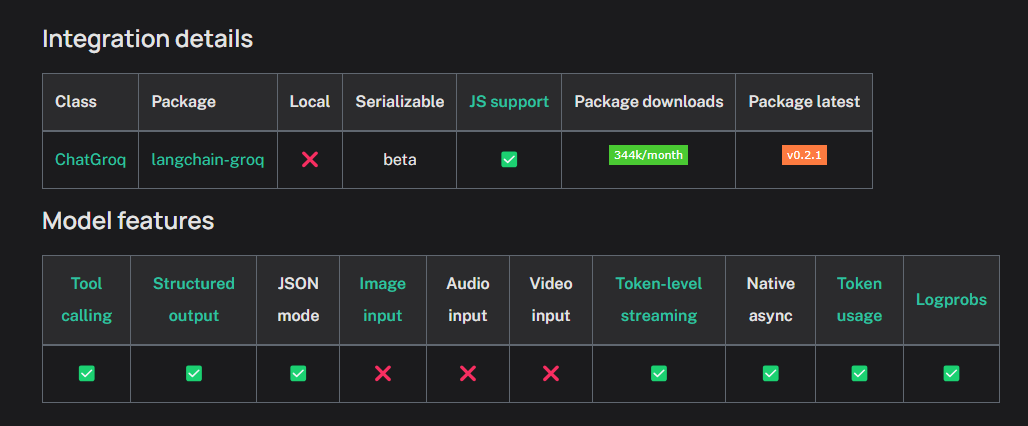 Integration details
Class Package Local Serializable JS support Package downloads Package latest
ChatGroq langchain-groq ❌ beta ✅ 344k/month v0.2.1
Model features
Tool calling Structured output JSON mode Image input Audio input Video input Token-level streaming Native async Token usage Logprobs
✅ ✅ ✅ ❌ ❌ ❌ ✅ ✅ ✅ ✅